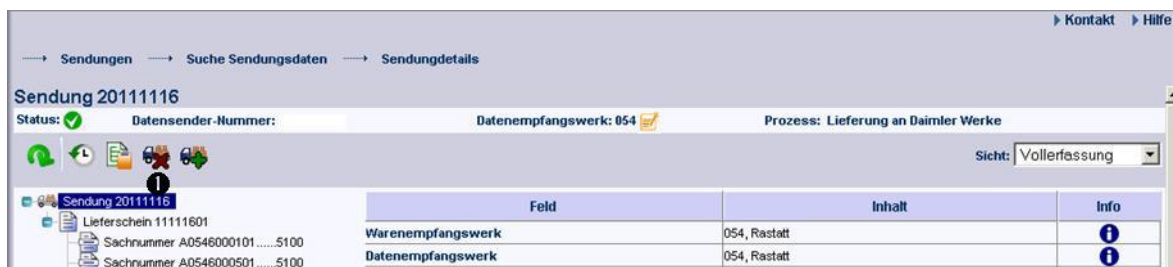 Kontakt Hilfe
Sendungen Suche Sendungsdaten Sendungdetails
Sendung 20111116
Status: Datensender-Nummer: Datenempfangswerk: 054 Prozess: Lieferung an Daimler Werke
Sicht: Vollerfassung
1
Sendung 20111116
Feld Inhalt Info
Lieferschein 11111601
Warenempfangswerk 054, Rastatt
Sachnummer A0546000101......5100
Datenempfangswerk 054, Rastatt
Sachnummer A0546000501......5100